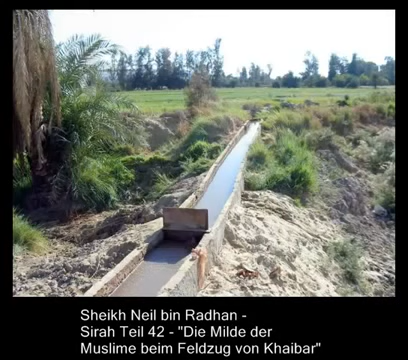 Sheikh Neil bin Radhan -
Sirah Teil 42 - "Die Milde der
Muslime beim Feldzug von Khaibar"